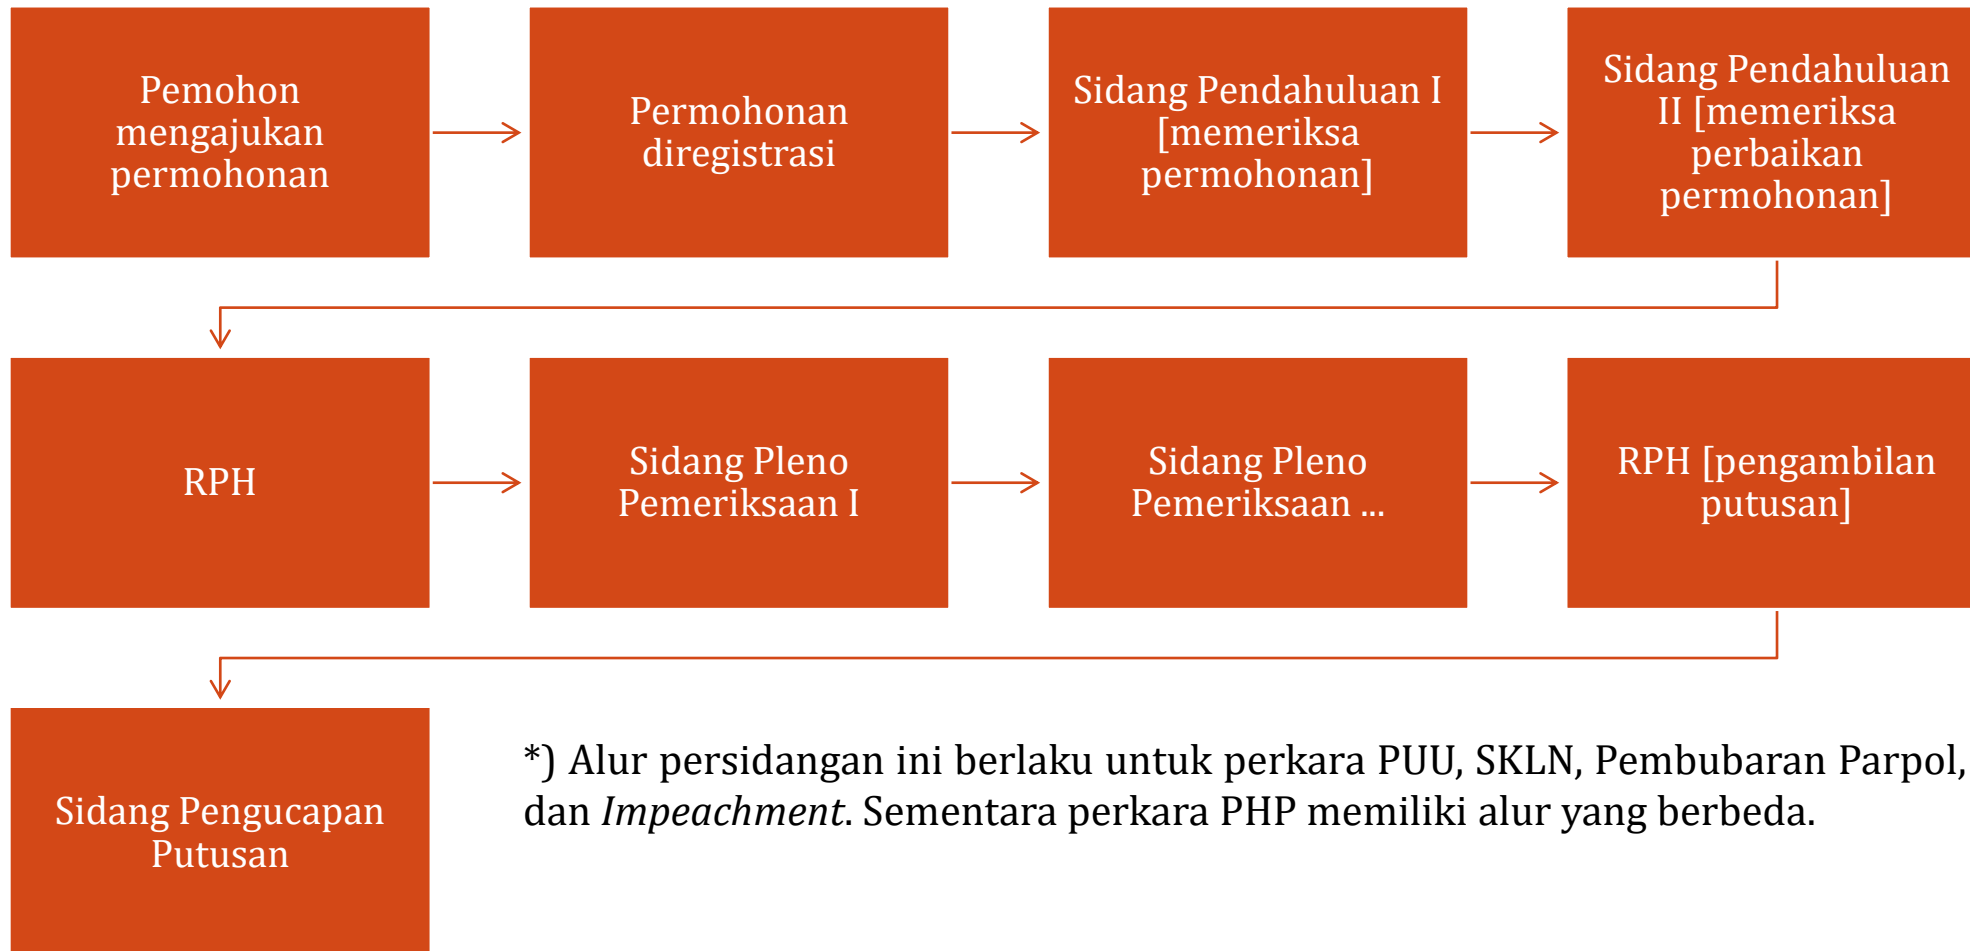 Pemohon
mengajukan
permohonan
Permohonan
diregistrasi
Sidang Pendahuluan I
[memeriksa
permohonan]
Sidang Pendahuluan
II [memeriksa
perbaikan
permohonan]
RPH
Sidang Pleno
Pemeriksaan I
Sidang Pleno
Pemeriksaan ...
RPH [pengambilan
putusan]
Sidang Pengucapan
Putusan
*) Alur persidangan ini berlaku untuk perkara PUU, SKLN, Pembubaran Parpol,
dan Impeachment. Sementara perkara PHP memiliki alur yang berbeda.